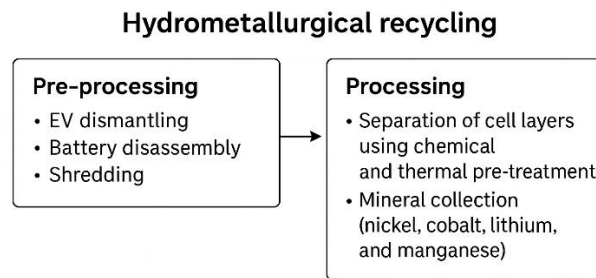 Hydrometallurgical recycling
Pre-processing
• EV dismantling
• Battery disassembly
• Shredding
Processing
• Separation of cell layers
using chemical
and thermal pre-treatment
• Mineral collection
(nickel, cobalt, lithium,
and manganese)